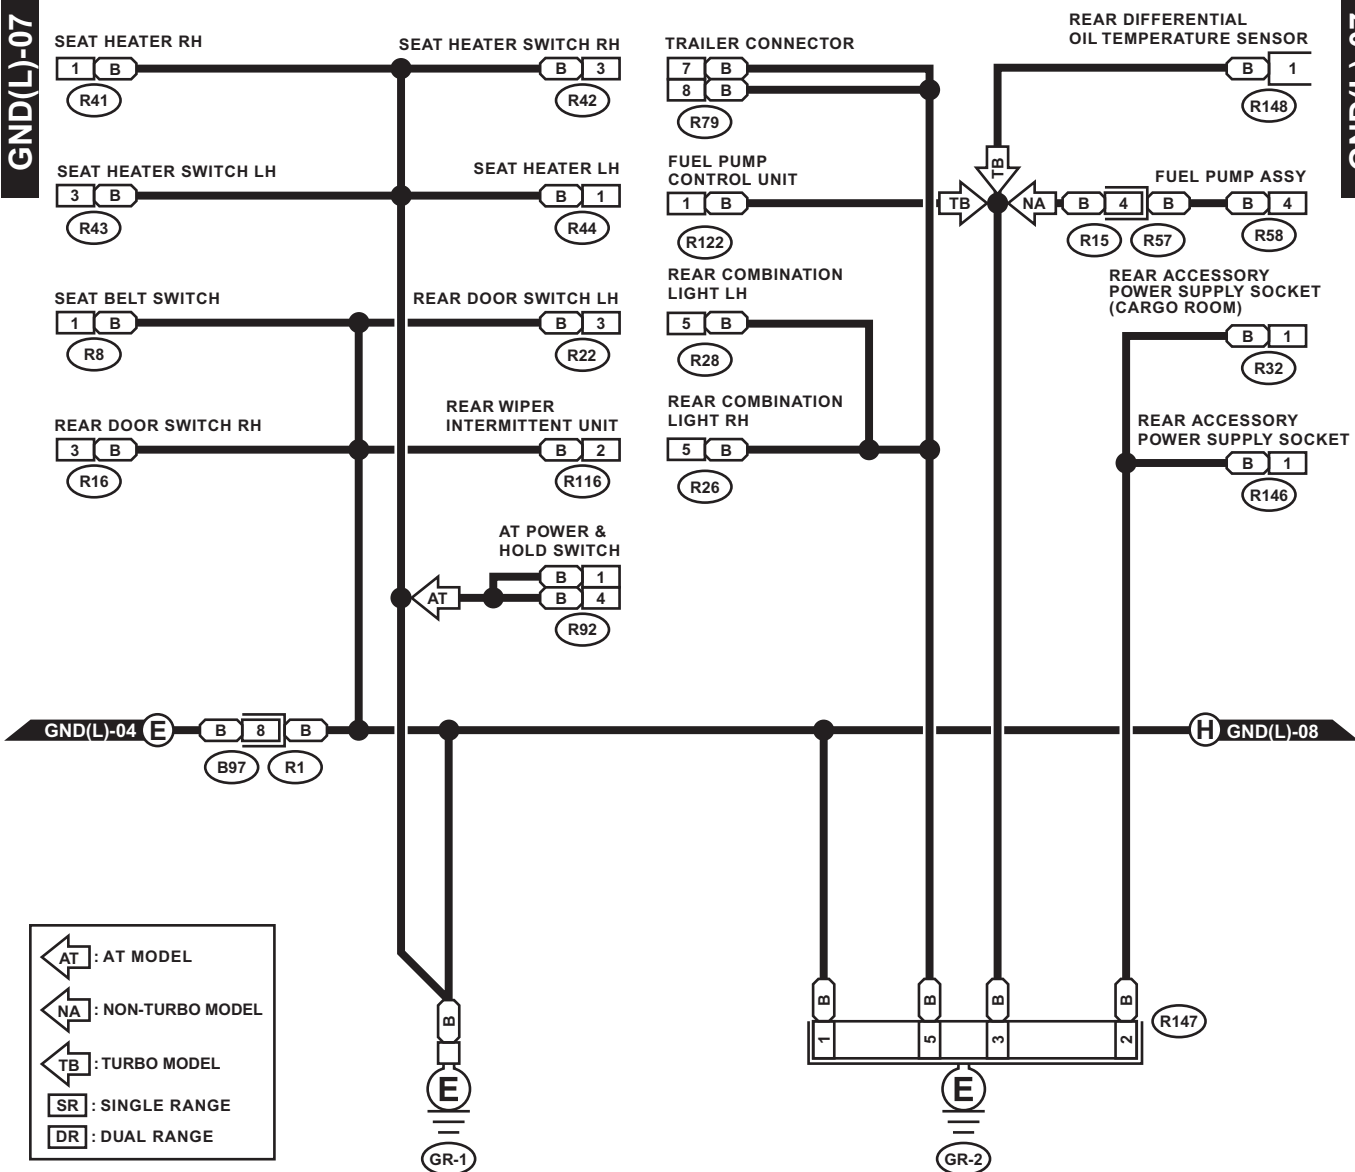 GND(L)-07
SEAT HEATER RH
1 B
R41
SEAT HEATER SWITCH RH
B 3
R42
SEAT HEATER SWITCH LH
3 B
R43
SEAT HEATER LH
B 1
R44
SEAT BELT SWITCH
1 B
R8
REAR DOOR SWITCH LH
B 3
R22
REAR DOOR SWITCH RH
3 B
R16
REAR WIPER
INTERMITTENT UNIT
B 2
R116
AT POWER &
HOLD SWITCH
B 1
AT B 4
R92
TRAILER CONNECTOR
7 B
8 B
R79
FUEL PUMP
CONTROL UNIT
1 B
R122
REAR COMBINATION
LIGHT LH
5 B
R28
REAR COMBINATION
LIGHT RH
5 B
R26
REAR DIFFERENTIAL
OIL TEMPERATURE SENSOR
B 1
R148
TB
TB NA B 4 B
R15 R57
FUEL PUMP ASSY
B 4
R58
REAR ACCESSORY
POWER SUPPLY SOCKET
(CARGO ROOM)
B 1
R32
REAR ACCESSORY
POWER SUPPLY SOCKET
B 1
R146
GND(L)-04 E B 8 B
B97 R1
H GND(L)-08
B
E
GR-1
B B B B
1 5 3 2
R147
E
GR-2
AT : AT MODEL
NA : NON-TURBO MODEL
TB : TURBO MODEL
SR : SINGLE RANGE
DR : DUAL RANGE